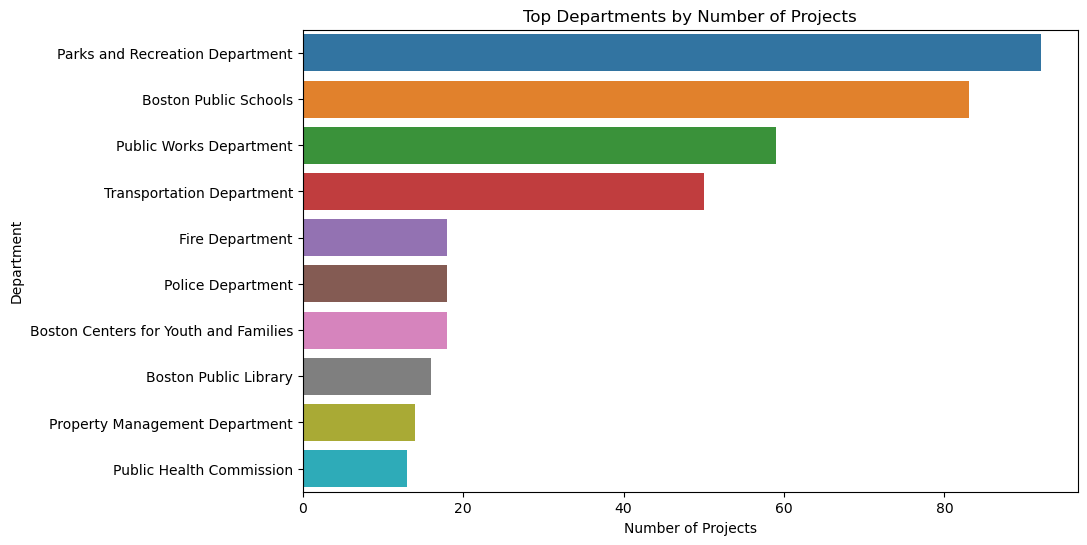 Top Departments by Number of Projects
Parks and Recreation Department
Boston Public Schools
Public Works Department
Transportation Department
Fire Department
Police Department
Boston Centers for Youth and Families
Boston Public Library
Property Management Department
Public Health Commission
Department
0 20 40 60 80
Number of Projects